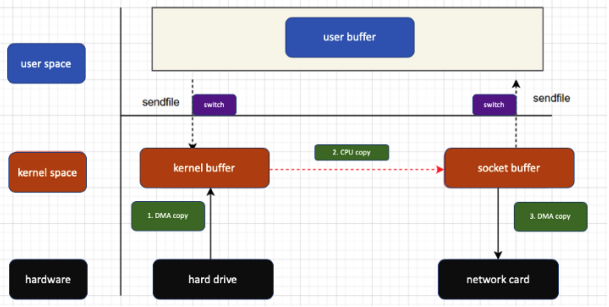 user buffer
user space
sendfile
switch
switch
sendfile
2. CPU copy
kernel space
kernel buffer
socket buffer
1. DMA copy
3. DMA copy
hardware
hard drive
network card